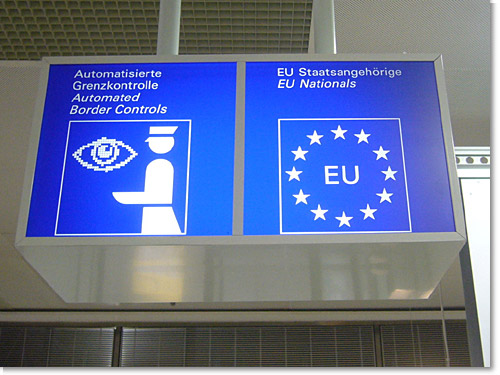 Automatisierte
Grenzkontrolle
Automated
Border Controls
EU Staatsangehörige
EU Nationals
EU